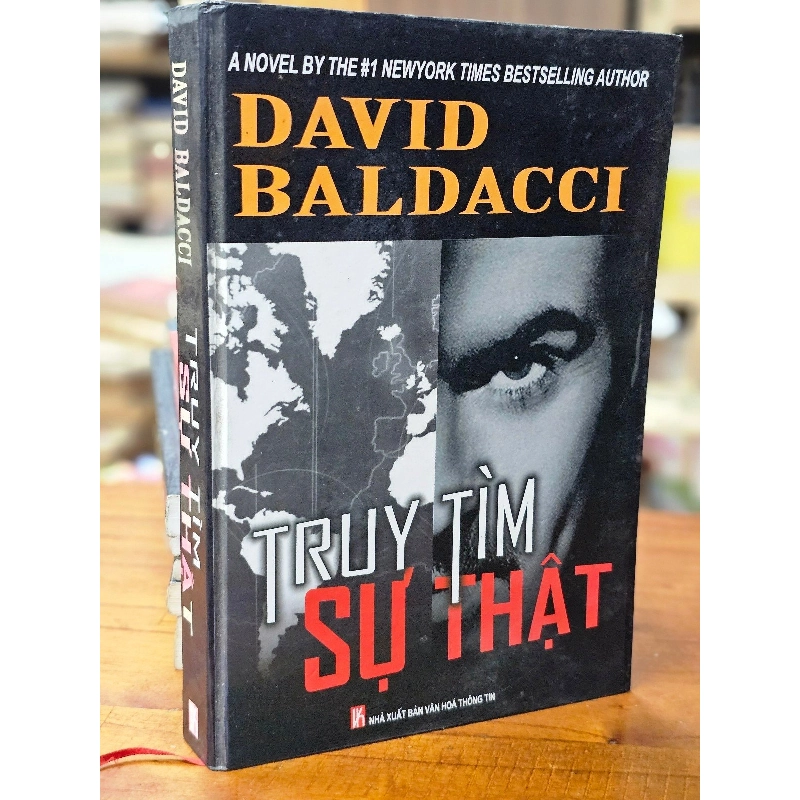 A NOVEL BY THE #1 NEWYORK TIMES BESTSELLING AUTHOR
DAVID
BALDACCI
TRUY TÌM
SỰ THẬT
NHÀ XUẤT BẢN VĂN HOÁ THÔNG TIN
DAVID BALDACCI
TRUY TÌM
SỰ THẬT